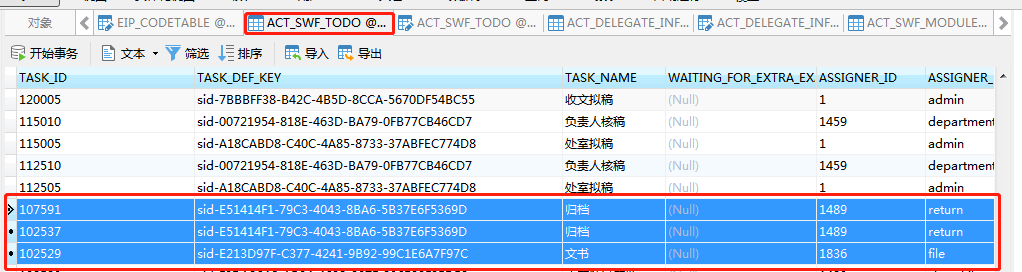 对象 EIP_CODETABLE @... ACT_SWF_TODO @... ACT_SWF_TODO @... ACT_DELEGATE_INF... ACT_DELEGATE_INF... ACT_SWF_MODULE...
开始事务 文本 筛选 排序 导入 导出
TASK_ID TASK_DEF_KEY TASK_NAME WAITING_FOR_EXTRA_EX ASSIGNER_ID ASSIGNER_
120005 sid-7BBBFF38-B42C-4B5D-8CCA-5670DF54BC55 收文拟稿 (Null) 1 admin
115010 sid-00721954-818E-463D-BA79-0FB77CB46CD7 负责人核稿 (Null) 1459 department
115005 sid-A18CABD8-C40C-4A85-8733-37ABFEC774D8 处室拟稿 (Null) 1 admin
112510 sid-00721954-818E-463D-BA79-0FB77CB46CD7 负责人核稿 (Null) 1459 department
112505 sid-A18CABD8-C40C-4A85-8733-37ABFEC774D8 处室拟稿 (Null) 1 admin
107591 sid-E51414F1-79C3-4043-8BA6-5B37E6F5369D 归档 (Null) 1489 return
102537 sid-E51414F1-79C3-4043-8BA6-5B37E6F5369D 归档 (Null) 1489 return
102529 sid-E213D97F-C377-4241-9B92-99C1E6A7F97C 文书 (Null) 1836 file